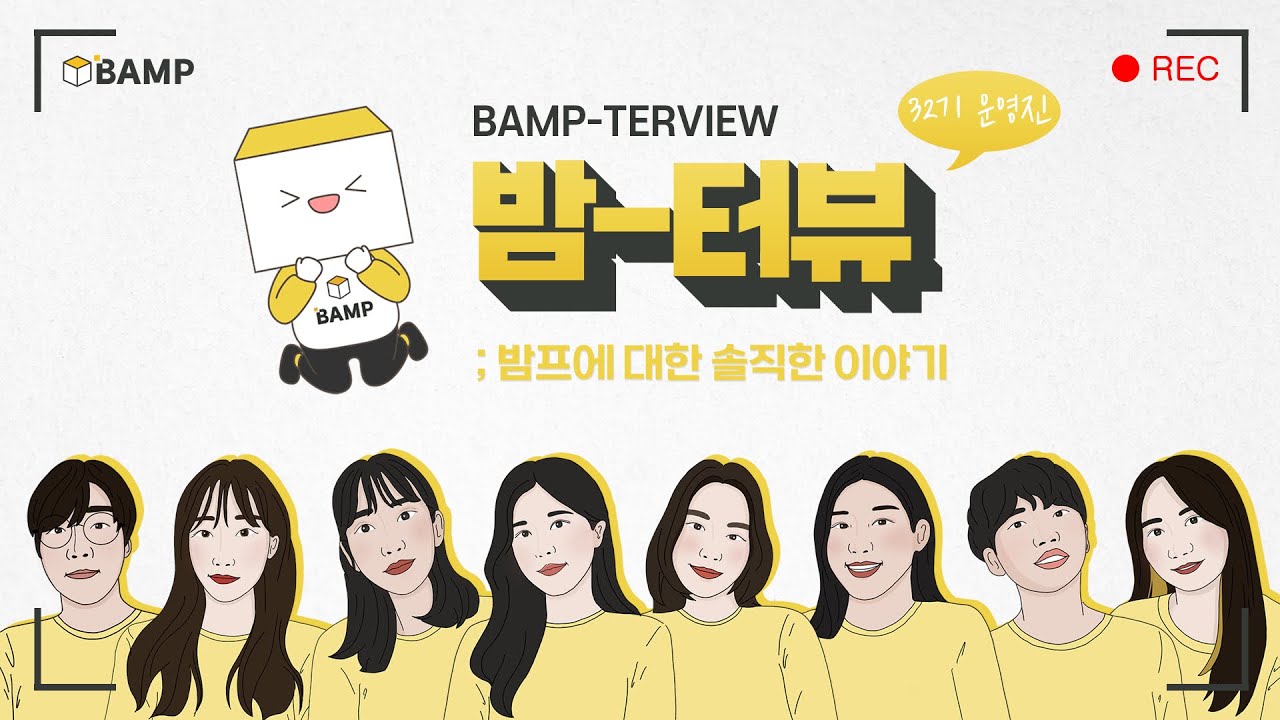 BAMP
REC
32기 운영진
BAMP-TERVIEW
밤-터뷰
BAMP
; 밤프에 대한 솔직한 이야기